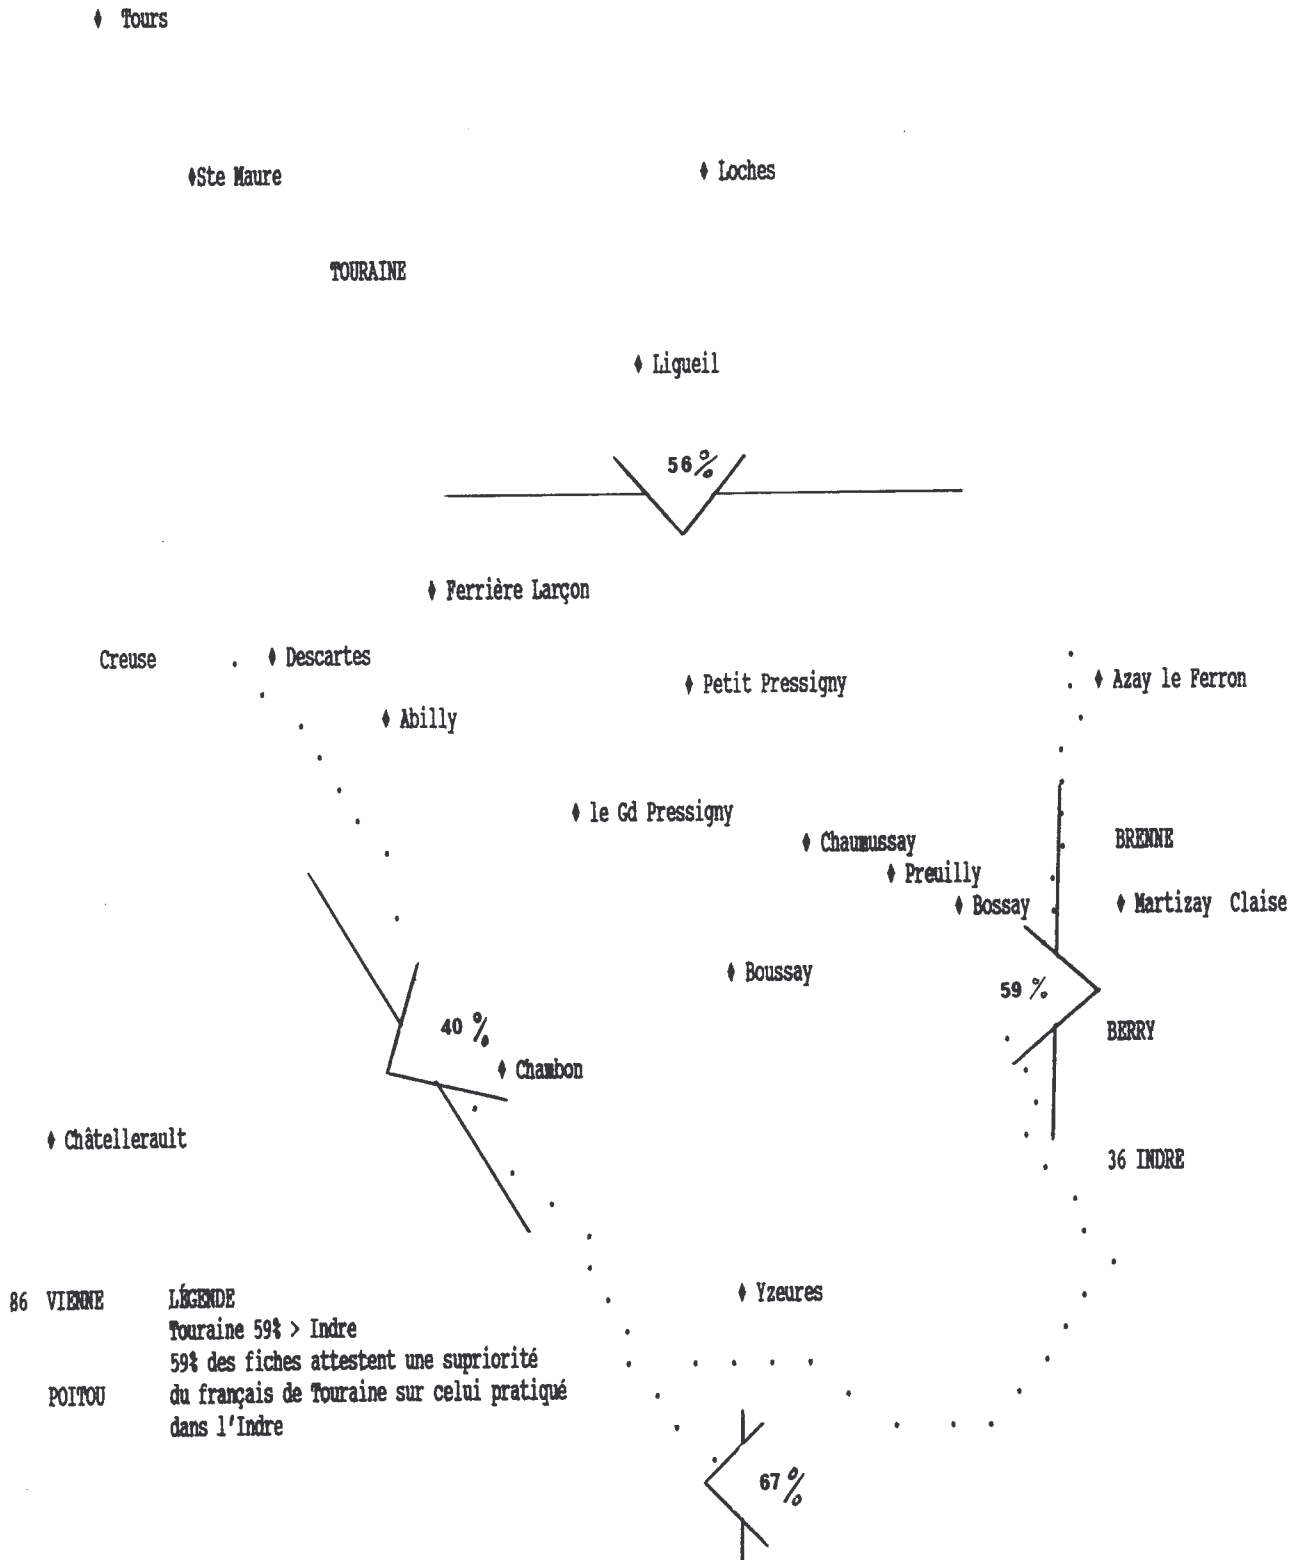 Tours
Ste Maure
Loches
TOURAINE
Ligueil
56%
Ferrière Larçon
Creuse
Descartes
Petit Pressigny
Azay le Ferron
Abilly
le Gd Pressigny
Chaumussay
BRENNE
Preuilly
Bossay
Martizay Claise
Boussay
59 %
40 %
BERRY
Chambon
Châtellerault
36 INDRE
Yzeures
86 VIENNE
LÉGENDE
Touraine 59% > Indre
59% des fiches attestent une supriorité
POITOU
du français de Touraine sur celui pratiqué
dans l'Indre
67%